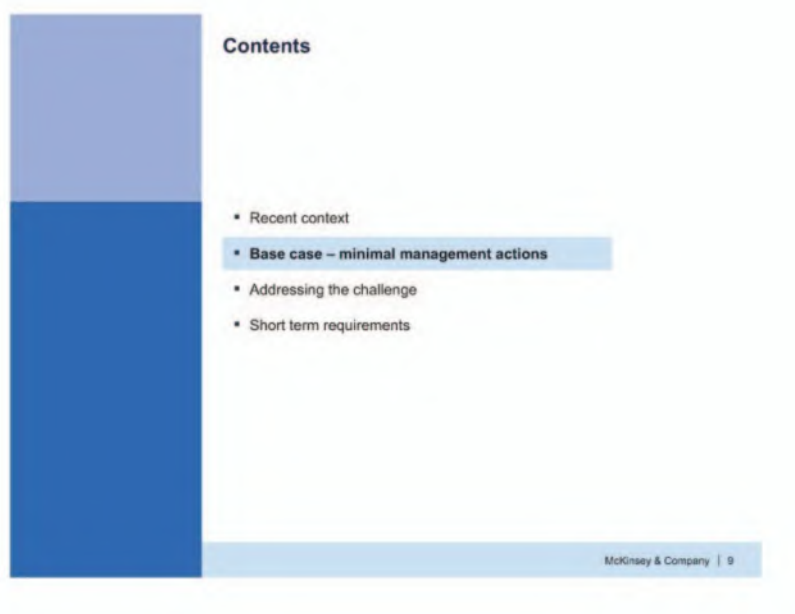 Contents
▪ Recent context
▪ Base case – minimal management actions
▪ Addressing the challenge
▪ Short term requirements
McKinsey & Company | 9